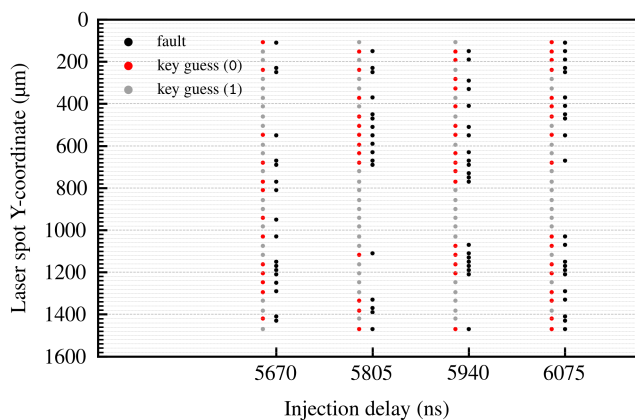 0
200
400
600
800
1000
1200
1400
1600
Laser spot Y-coordinate (μm)
fault
key guess (0)
key guess (1)
5670 5805 5940 6075
Injection delay (ns)